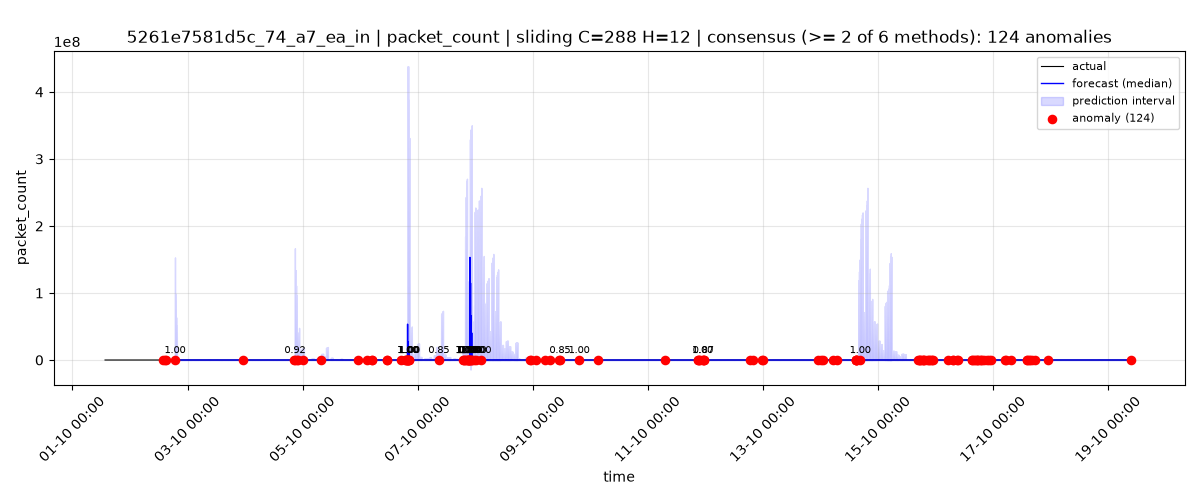 5261e7581d5c_74_a7_ea_in | packet_count | sliding C=288 H=12 | consensus (>= 2 of 6 methods): 124 anomalies
1e8
actual
forecast (median)
prediction interval
anomaly (124)
4
3
2
1
0
packet_count
1.00
0.92
0.85
0.85
1.00
1.00
01-10 00:00
03-10 00:00
05-10 00:00
07-10 00:00
09-10 00:00
11-10 00:00
13-10 00:00
15-10 00:00
17-10 00:00
19-10 00:00
time